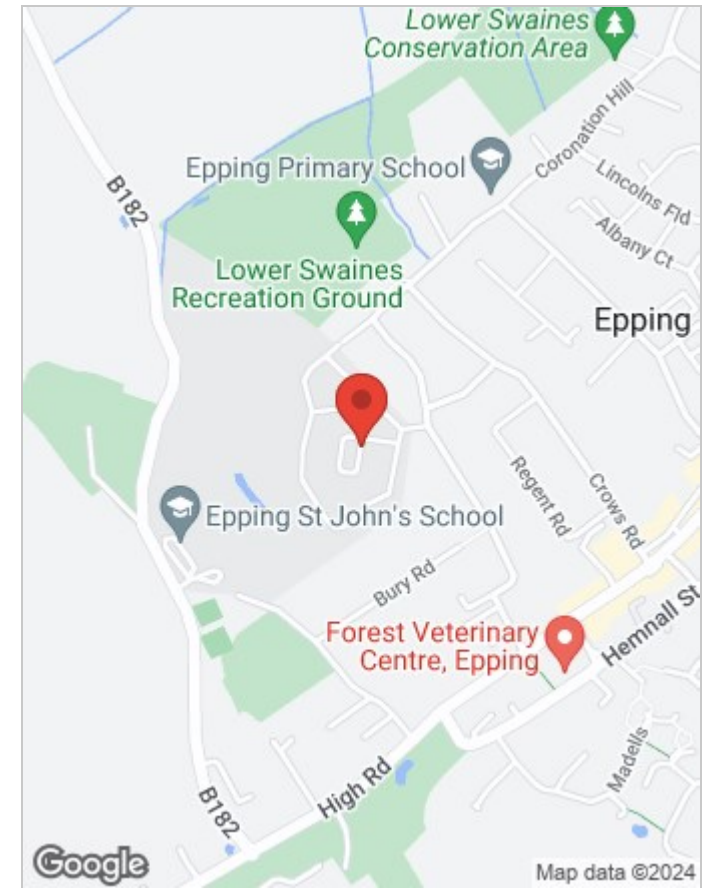 Lower Swaines
Conservation Area
Coronation Hill
Epping Primary School
Lincolns Fld
B182
Albany Ct
Lower Swaines
Recreation Ground
Epping
Regent Rd
Crows Rd
Epping St John's School
Bury Rd
Hemnall St
Forest Veterinary
Centre, Epping
Madells
High Rd
B182
Google
Map data ©2024